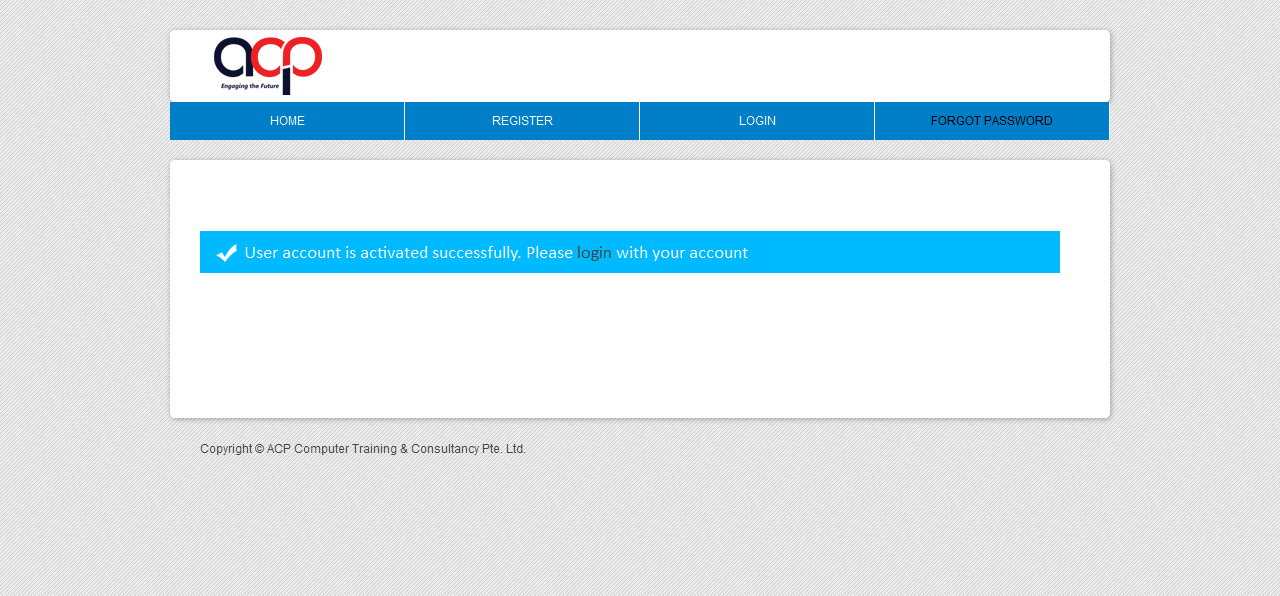 acp
Engaging the Future
HOME
REGISTER
LOGIN
FORGOT PASSWORD
User account is activated successfully. Please login with your account
Copyright © ACP Computer Training & Consultancy Pte. Ltd.